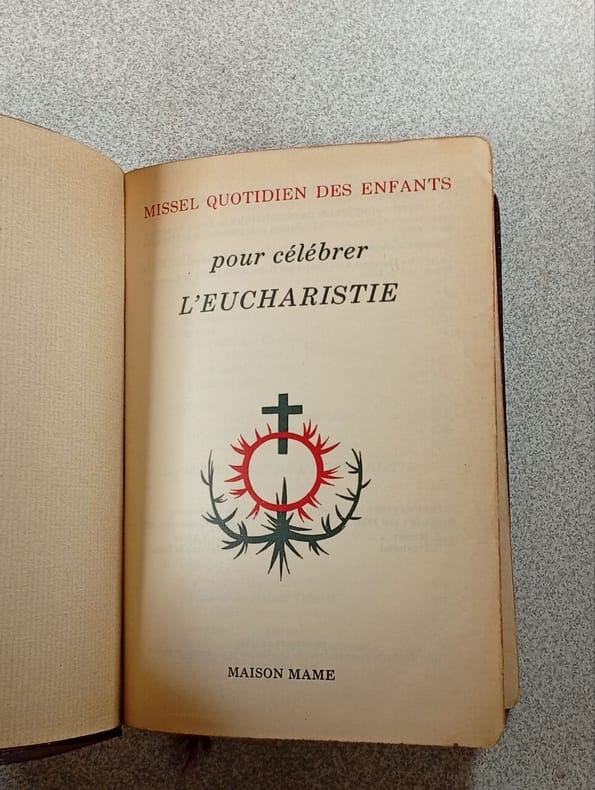 MISSEL QUOTIDIEN DES ENFANTS
pour célébrer
L'EUCHARISTIE
MAISON MAME